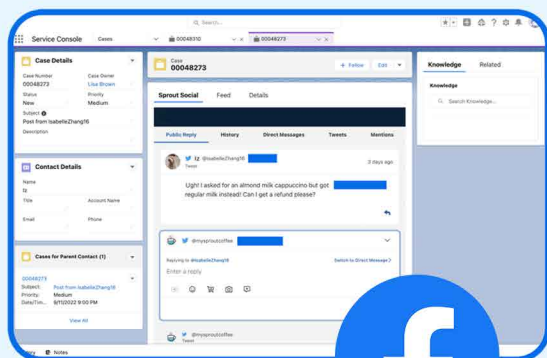 Search...
Service Console
Cases
00048310
00048273
Case Details
Case Number
Case Owner
00048273
Lisa Brown
Status
Priority
New
Medium
Subject
Post from IsabelleZhang16
Description
Contact Details
Name
Iz
Title
Account Name
Email
Phone
Cases for Parent Contact (1)
00048273
Subject: Post from IsabelleZhang16
Priority: Medium
Date/Tim... 8/11/2022 9:00 PM
View All
Case
00048273
+ Follow
Edit
Sprout Social
Feed
Details
Public Reply
History
Direct Messages
Tweets
Mentions
Iz @IsabelleZhang16
Tweet
2 days ago
Ugh! I asked for an almond milk cappuccino but got
regular milk instead! Can I get a refund please?
@mysproutcoffee
Replying to @IsabelleZhang16
Switch to Direct Message
Enter a reply
@mysproutcoffee
Tweet
Knowledge
Related
Knowledge
Search Knowledge...
Notes
f